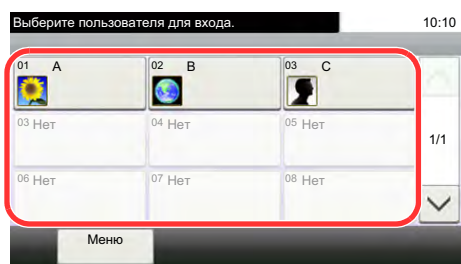 Выберите пользователя для входа. 10:10
01 A 02 B 03 C
03 Нет 04 Нет 05 Нет
1/1
06 Нет 07 Нет 08 Нет
Меню